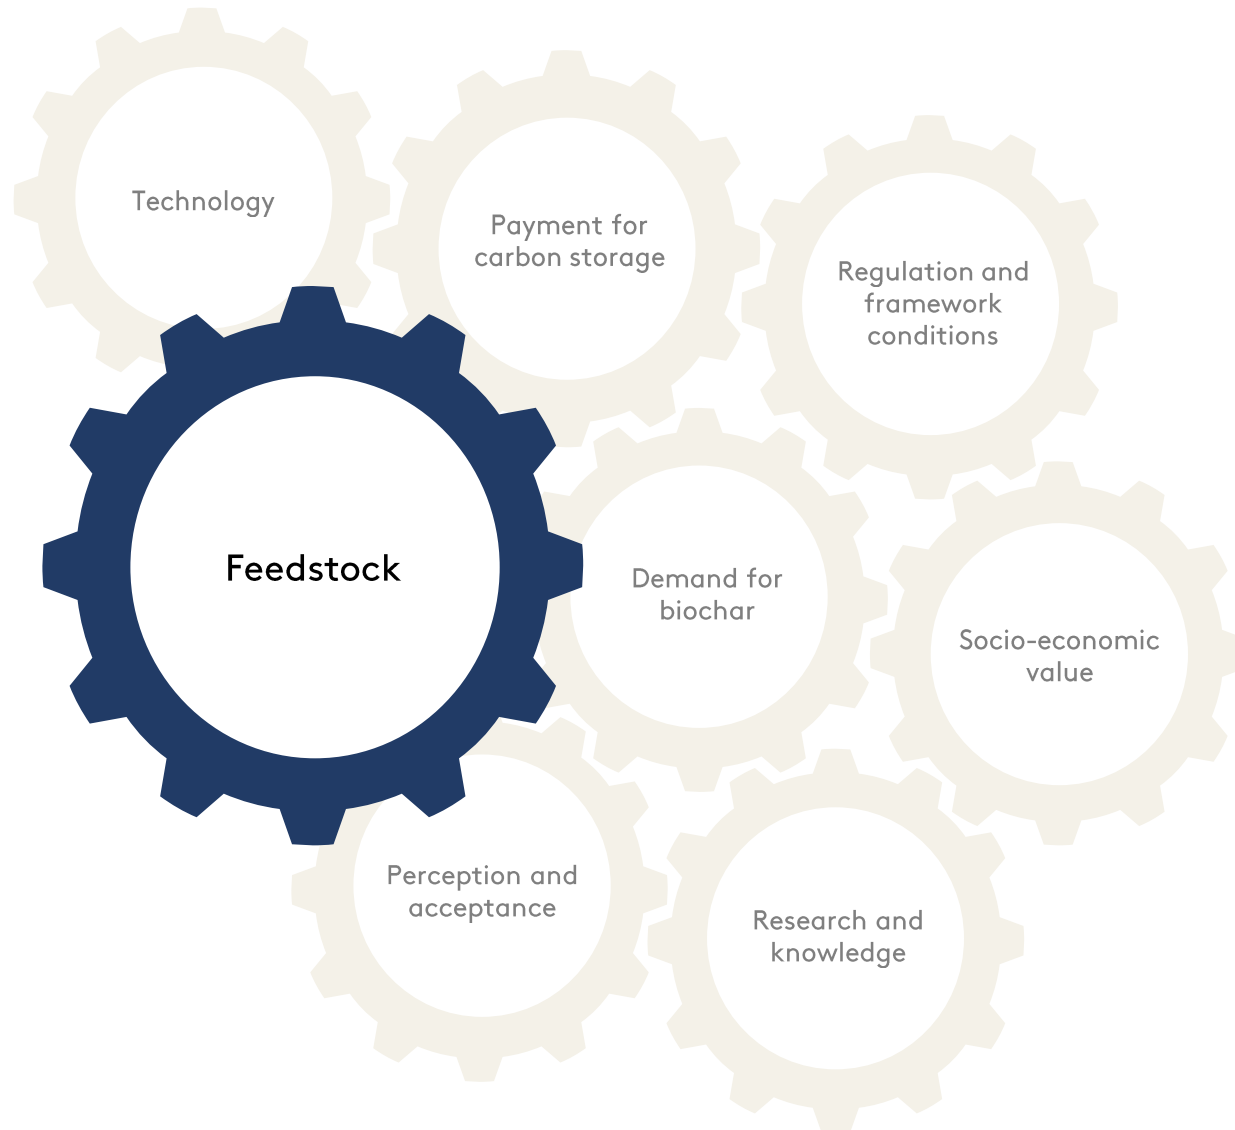 Technology
Payment for
carbon storage
Regulation and
framework
conditions
Feedstock
Demand for
biochar
Socio-economic
value
Perception and
acceptance
Research and
knowledge